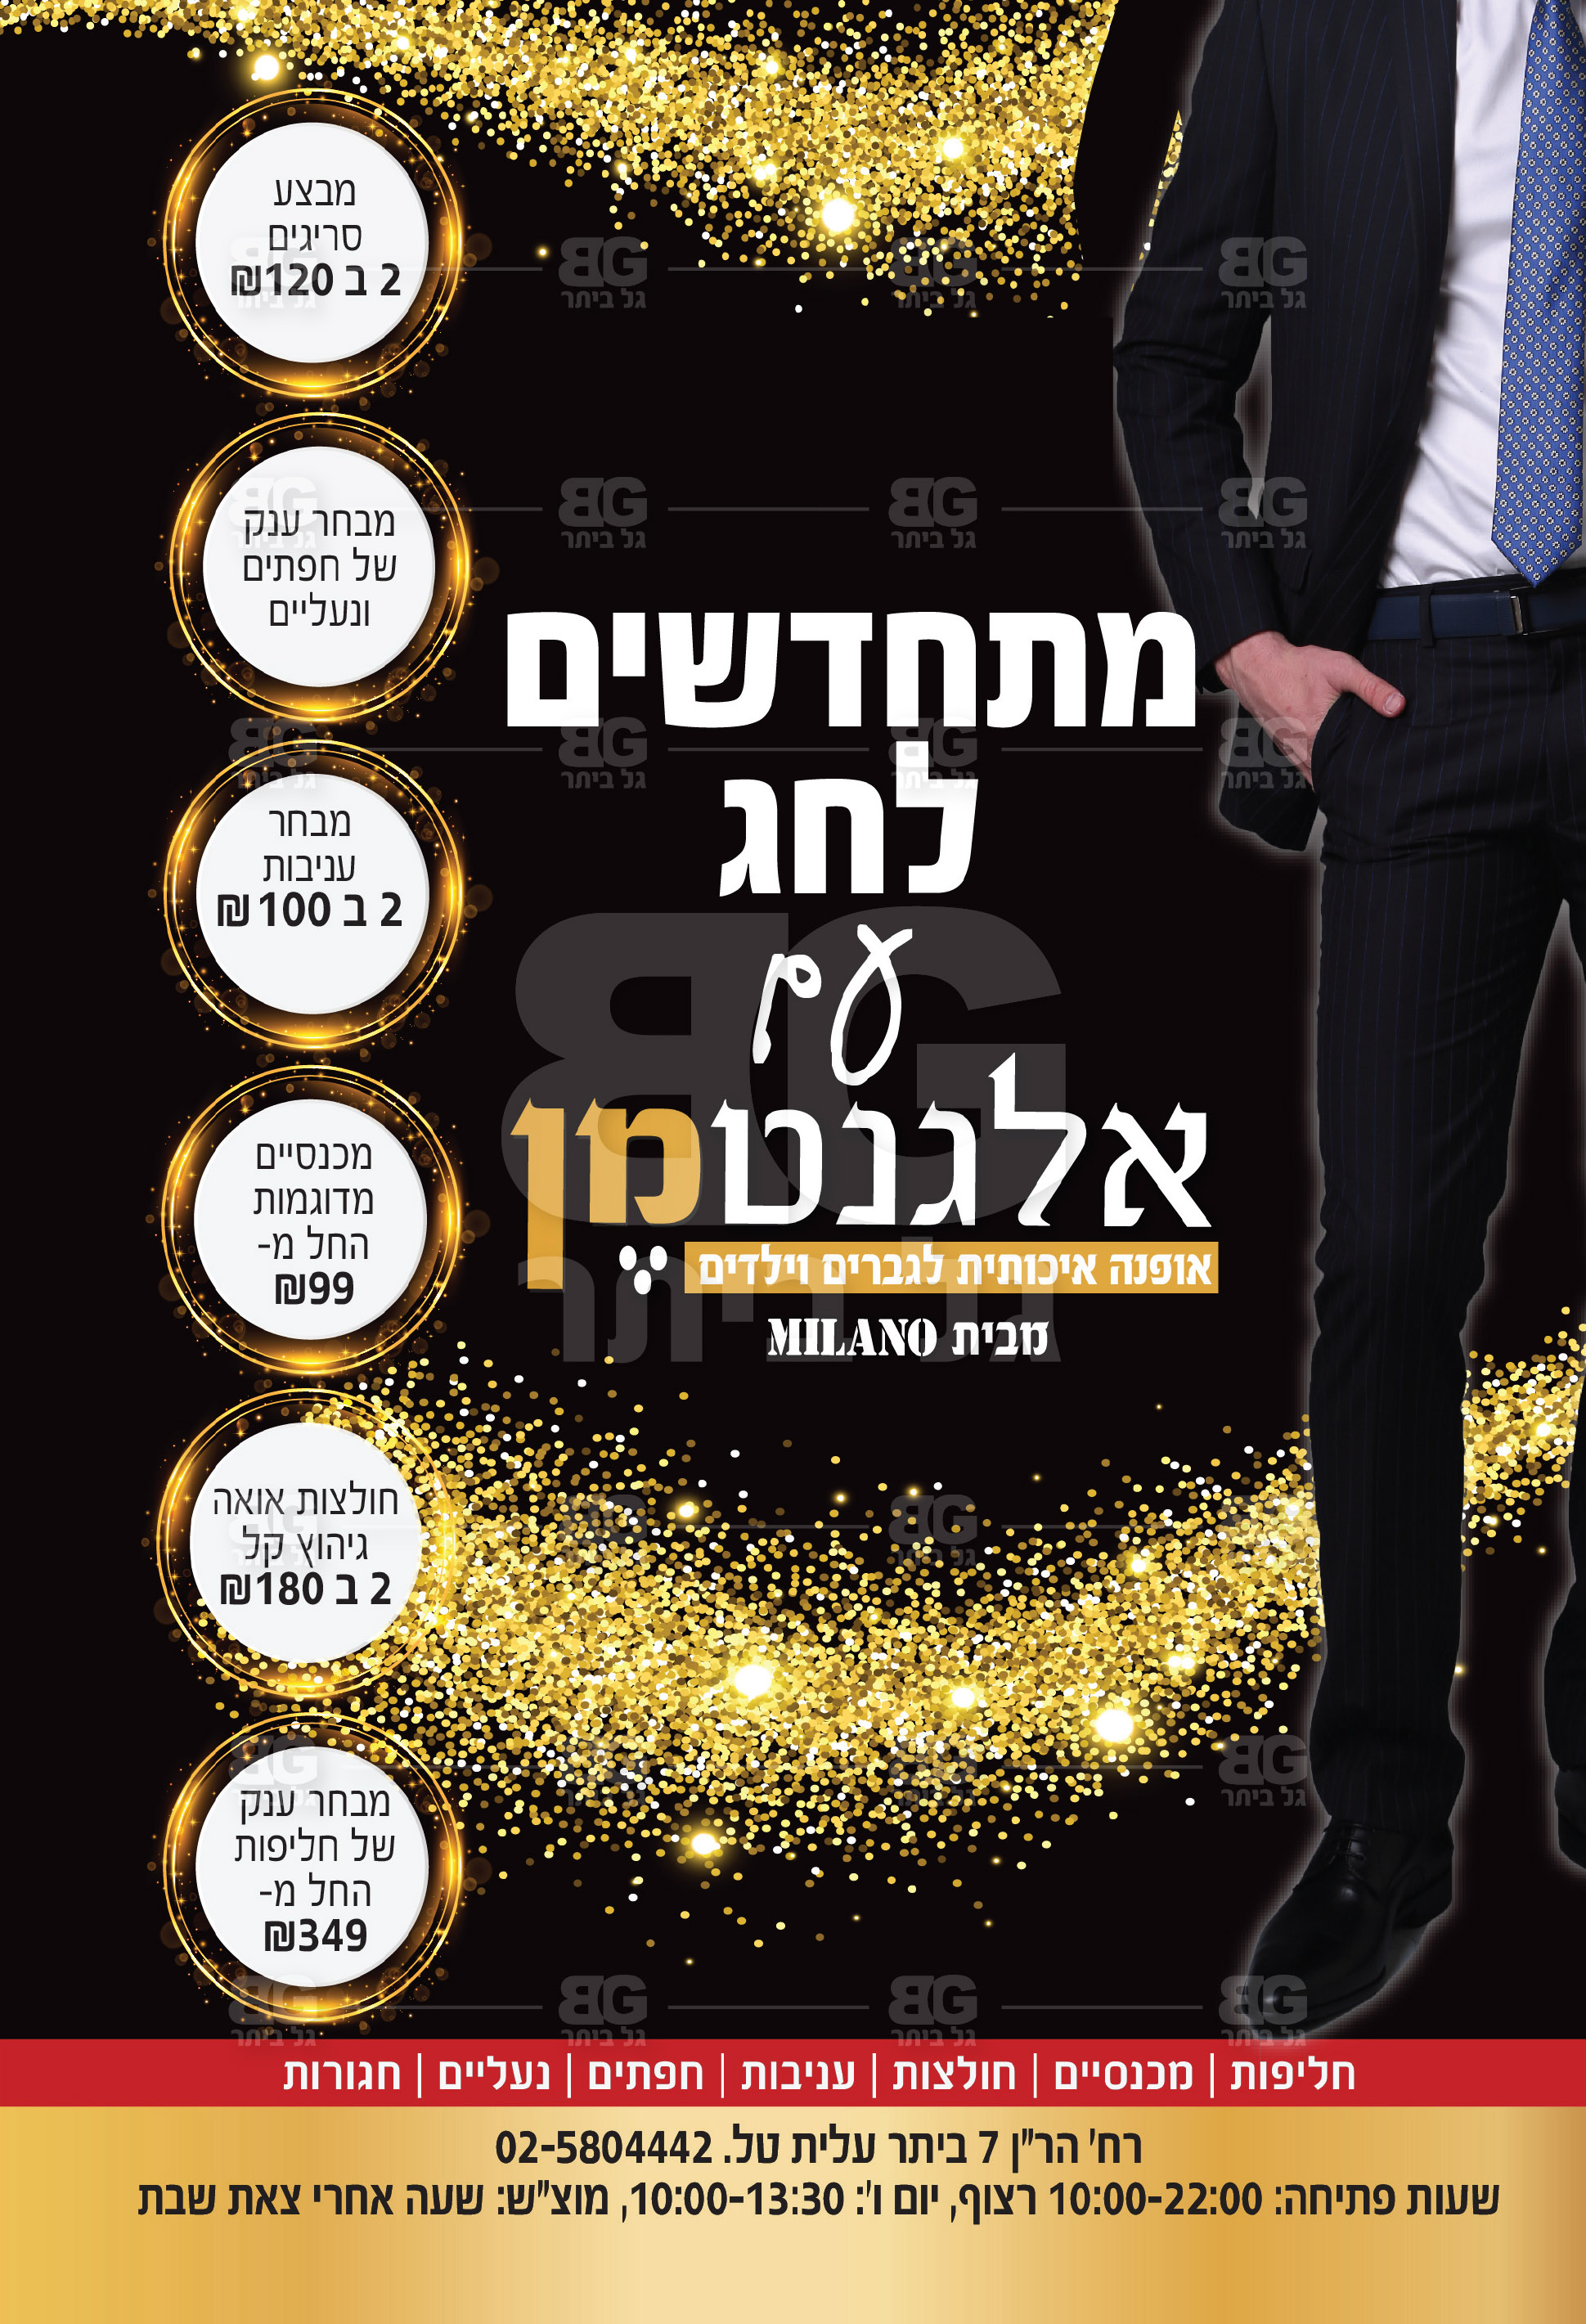 מתחדשים
לחג
עם
אלגנטמן
אופנה איכותית לגברים וילדים
מבית MILANO
מבצע
סריגים
2 ב 120₪
מבחר ענק
של חפתים
ונעליים
מבחר
עניבות
2 ב 100₪
מכנסיים
מדוגמות
החל מ-
99₪
חולצות אואה
גיהוץ קל
2 ב 180₪
מבחר ענק
של חליפות
החל מ-
349₪
חליפות | מכנסיים | חולצות | עניבות | חפתים | נעליים | חגורות
רח' הר"ן 7 ביתר עלית טל. 02-5804442
שעות פתיחה: 10:00-22:00 רצוף, יום ו': 10:00-13:30, מוצ"ש: שעה אחרי צאת שבת
BG
גל ביתר